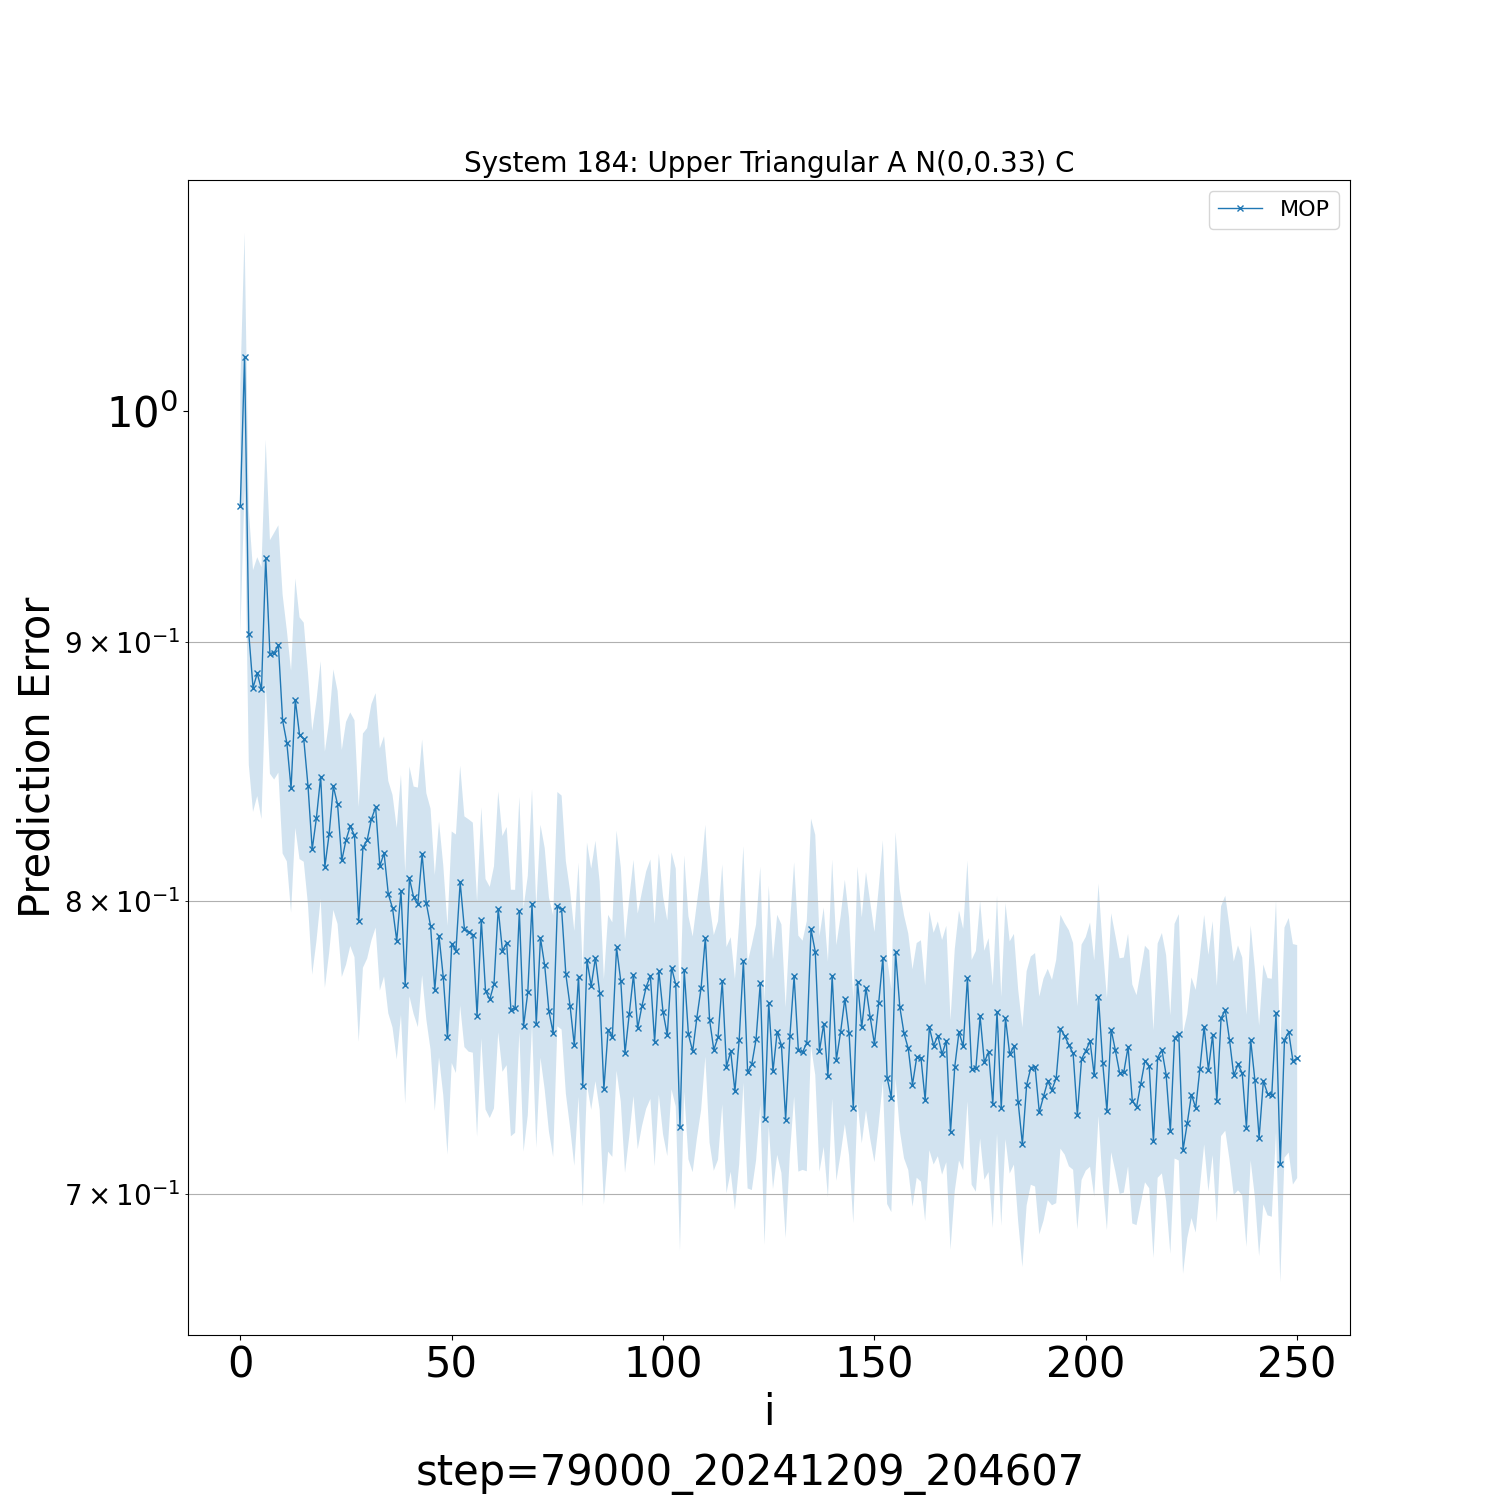 System 184: Upper Triangular A N(0,0.33) C
MOP
10⁰
9 × 10⁻¹
8 × 10⁻¹
7 × 10⁻¹
Prediction Error
0 50 100 150 200 250
i
step=79000_20241209_204607